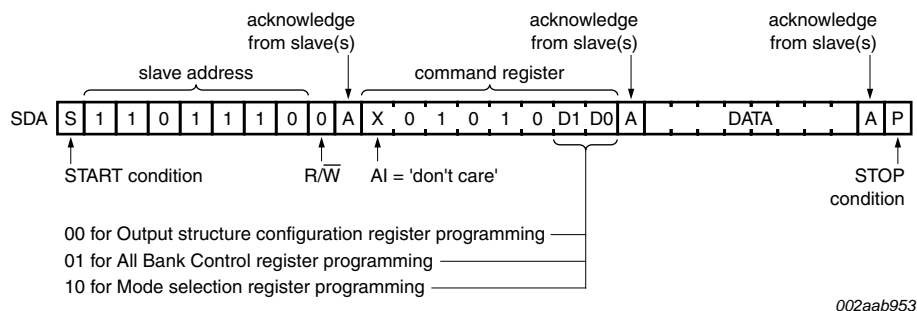 acknowledge from slave(s)
acknowledge from slave(s)
acknowledge from slave(s)
slave address
command register
SDA S 1 1 0 1 1 1 0 0 A X 0 1 0 1 0 D1 D0 A DATA A P
START condition
R/W̅
AI = 'don't care'
STOP condition
00 for Output structure configuration register programming
01 for All Bank Control register programming
10 for Mode selection register programming
002aab953